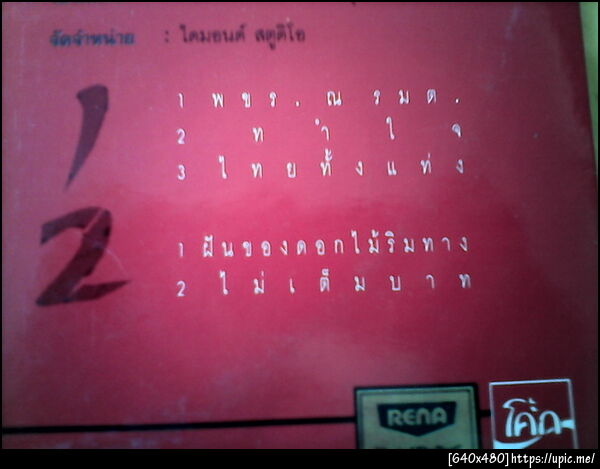 จัดจำหน่าย : ไดมอนด์ สตูดิโอ
1
1 พ ข ร . ณ ร ม ต .
2 ท ำ ใ จ
3 ไ ท ย ทั้ ง แ ท่ ง
2
1 ฝั น ข อ ง ด อ ก ไ ม้ ริ ม ท า ง
2 ไ ม่ เ ต็ ม บ า ท
RENA
โค้ก
[640x480]https://upic.me/